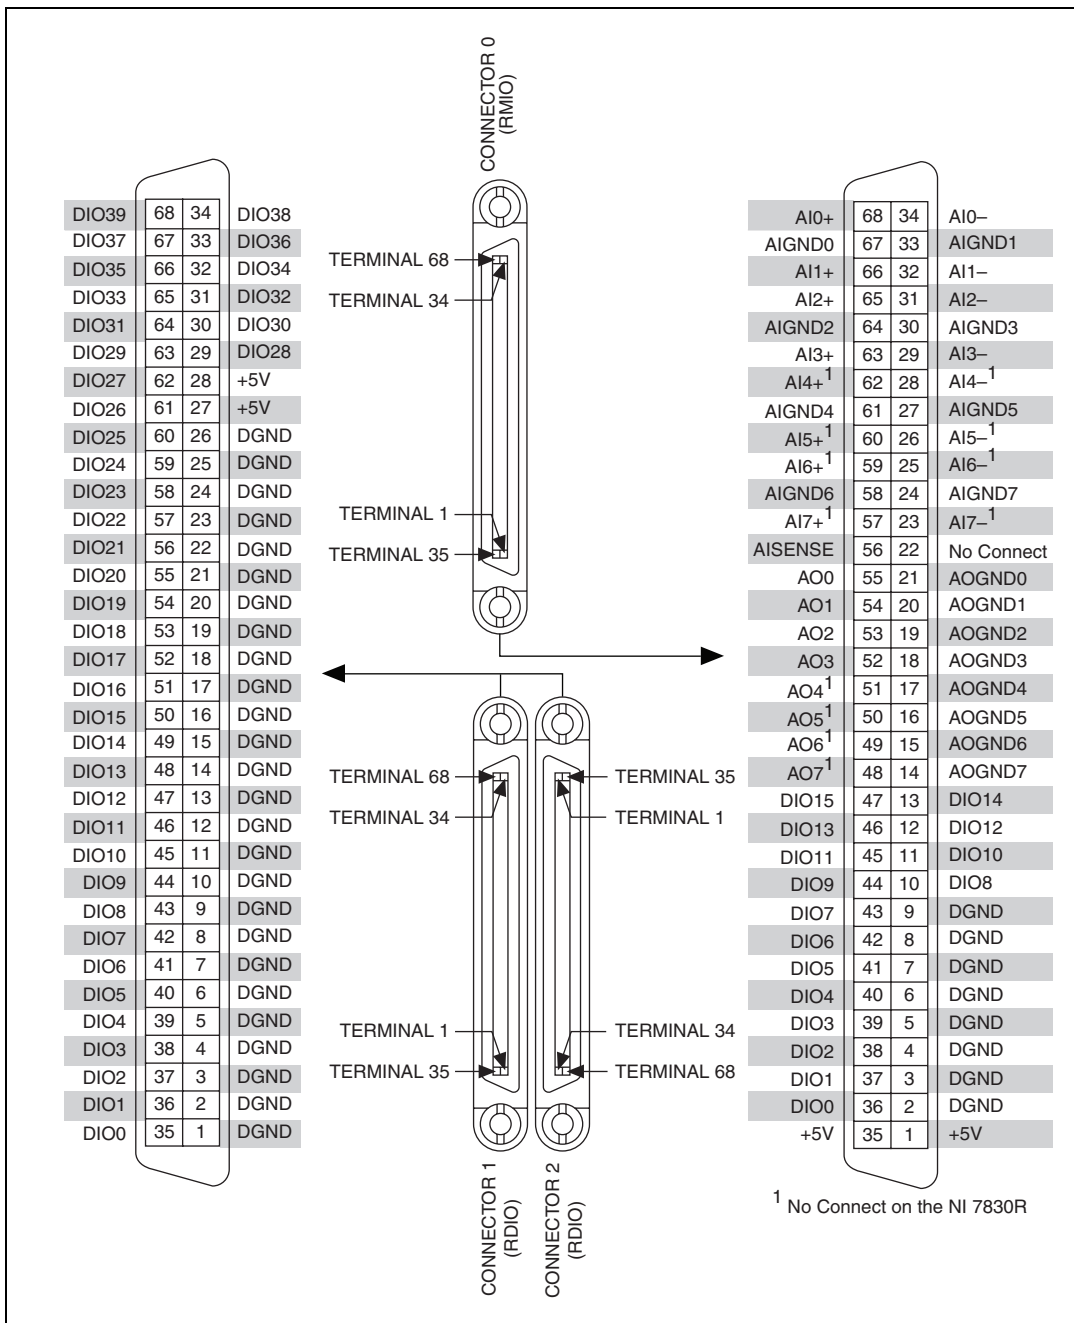 CONNECTOR 0
(RMIO)
TERMINAL 68
TERMINAL 34
TERMINAL 1
TERMINAL 35
DIO39 68 34 DIO38
DIO37 67 33 DIO36
DIO35 66 32 DIO34
DIO33 65 31 DIO32
DIO31 64 30 DIO30
DIO29 63 29 DIO28
DIO27 62 28 +5V
DIO26 61 27 +5V
DIO25 60 26 DGND
DIO24 59 25 DGND
DIO23 58 24 DGND
DIO22 57 23 DGND
DIO21 56 22 DGND
DIO20 55 21 DGND
DIO19 54 20 DGND
DIO18 53 19 DGND
DIO17 52 18 DGND
DIO16 51 17 DGND
DIO15 50 16 DGND
DIO14 49 15 DGND
DIO13 48 14 DGND
DIO12 47 13 DGND
DIO11 46 12 DGND
DIO10 45 11 DGND
DIO9 44 10 DGND
DIO8 43 9 DGND
DIO7 42 8 DGND
DIO6 41 7 DGND
DIO5 40 6 DGND
DIO4 39 5 DGND
DIO3 38 4 DGND
DIO2 37 3 DGND
DIO1 36 2 DGND
DIO0 35 1 DGND
TERMINAL 68
TERMINAL 34
TERMINAL 1
TERMINAL 35
TERMINAL 35
TERMINAL 1
TERMINAL 34
TERMINAL 68
CONNECTOR 1
(RDIO)
CONNECTOR 2
(RDIO)
AI0+ 68 34 AI0–
AIGND0 67 33 AIGND1
AI1+ 66 32 AI1–
AI2+ 65 31 AI2–
AIGND2 64 30 AIGND3
AI3+ 63 29 AI3–
AI4+1 62 28 AI4–1
AIGND4 61 27 AIGND5
AI5+1 60 26 AI5–1
AI6+1 59 25 AI6–1
AIGND6 58 24 AIGND7
AI7+1 57 23 AI7–1
AISENSE 56 22 No Connect
AO0 55 21 AOGND0
AO1 54 20 AOGND1
AO2 53 19 AOGND2
AO3 52 18 AOGND3
AO41 51 17 AOGND4
AO51 50 16 AOGND5
AO61 49 15 AOGND6
AO71 48 14 AOGND7
DIO15 47 13 DIO14
DIO13 46 12 DIO12
DIO11 45 11 DIO10
DIO9 44 10 DIO8
DIO7 43 9 DGND
DIO6 42 8 DGND
DIO5 41 7 DGND
DIO4 40 6 DGND
DIO3 39 5 DGND
DIO2 38 4 DGND
DIO1 37 3 DGND
DIO0 36 2 DGND
+5V 35 1 +5V
1 No Connect on the NI 7830R